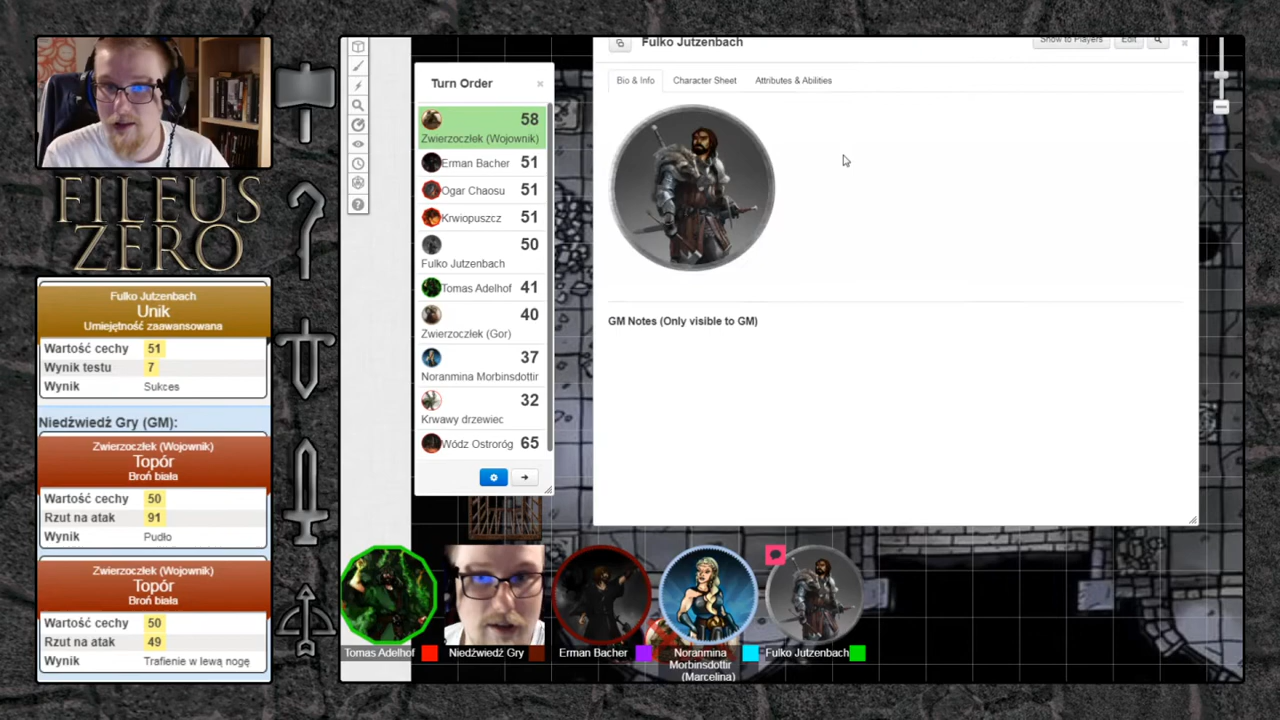 FILEUS
ZERO
Fulko Jutzenbach
Unik
Umiejętność zaawansowana
Wartość cechy 51
Wynik testu 7
Wynik Sukces
Niedźwiedź Gry (GM):
Zwierzoczłek (Wojownik)
Topór
Broń biała
Wartość cechy 50
Rzut na atak 91
Wynik Pudło
Zwierzoczłek (Wojownik)
Topór
Broń biała
Wartość cechy 50
Rzut na atak 49
Wynik Trafienie w lewą nogę
Turn Order ×
58
Zwierzoczłek (Wojownik)
Erman Bacher 51
Ogar Chaosu 51
Krwiopuszcz 51
50
Fulko Jutzenbach
Tomas Adelhof 41
40
Zwierzoczłek (Gor)
37
Noranmina Morbinsdottir
32
Krwawy drzewiec
Wódz Ostroróg 65
Fulko Jutzenbach
Show to Players Edit ×
Bio & Info Character Sheet Attributes & Abilities
GM Notes (Only visible to GM)
Tomas Adelhof
Niedźwiedź Gry
Erman Bacher
Noranmina
Morbinsdottir
(Marcelina)
Fulko Jutzenbach